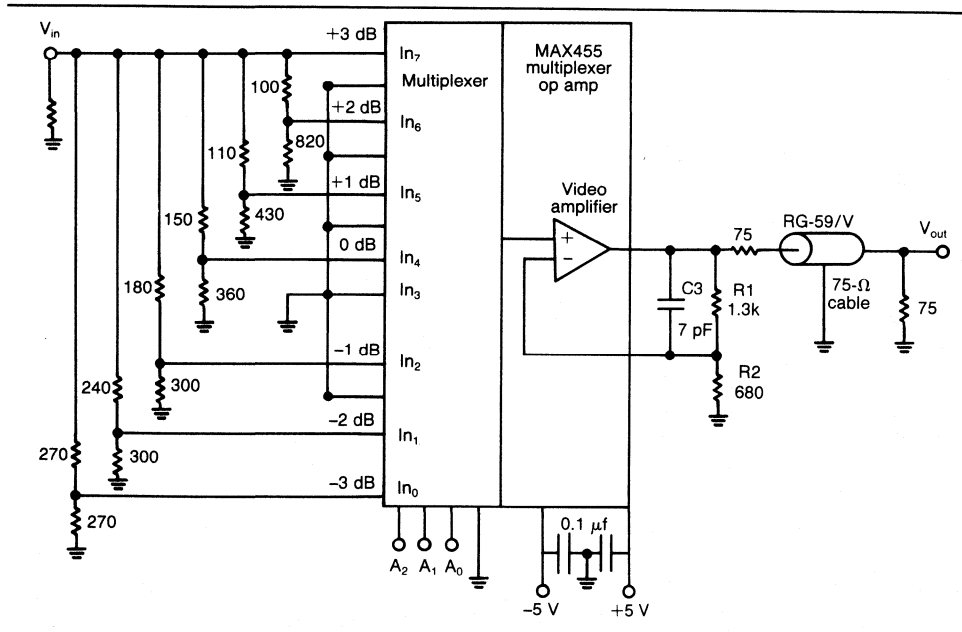 V_in
+3 dB
In₇
MAX455
multiplexer
op amp
Multiplexer
100
+2 dB
In₆
820
110
+1 dB
In₅
430
Video
amplifier
150
0 dB
In₄
360
+
−
75
RG-59/V
V_out
75-Ω
cable
75
In₃
C3
7 pF
R1
1.3k
180
−1 dB
In₂
300
R2
680
240
−2 dB
In₁
300
270
−3 dB
In₀
270
A₂
A₁
A₀
0.1 μf
−5 V
+5 V